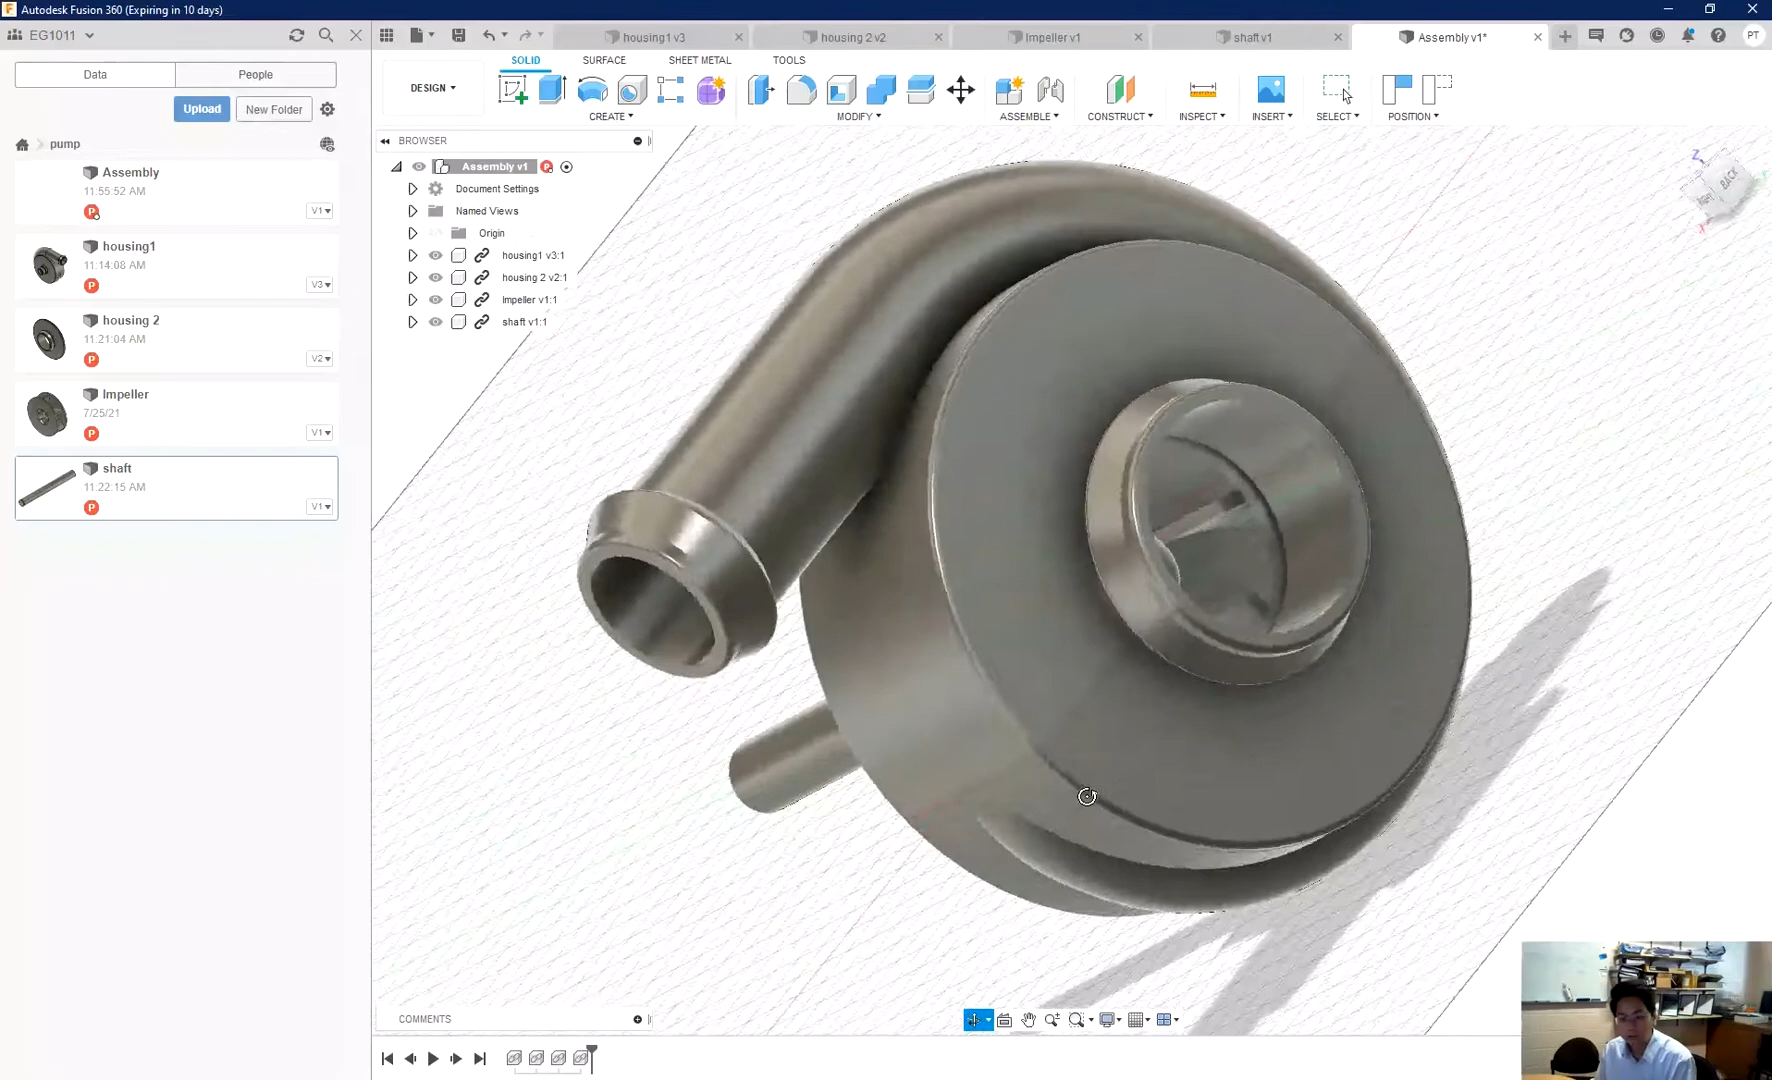 Autodesk Fusion 360 (Expiring in 10 days)
EG1011
housing1 v3
housing 2 v2
Impeller v1
shaft v1
Assembly v1*
PT
Data
People
SOLID
SURFACE
SHEET METAL
TOOLS
DESIGN
Upload
New Folder
CREATE
MODIFY
ASSEMBLE
CONSTRUCT
INSPECT
INSERT
SELECT
POSITION
pump
BROWSER
Assembly v1
Document Settings
Named Views
Origin
housing1 v3:1
housing 2 v2:1
Impeller v1:1
shaft v1:1
Assembly
11:55:52 AM
P
V1
housing1
11:14:08 AM
P
V3
housing 2
11:21:04 AM
P
V2
Impeller
7/25/21
P
V1
shaft
11:22:15 AM
P
V1
Z
BACK
X
COMMENTS